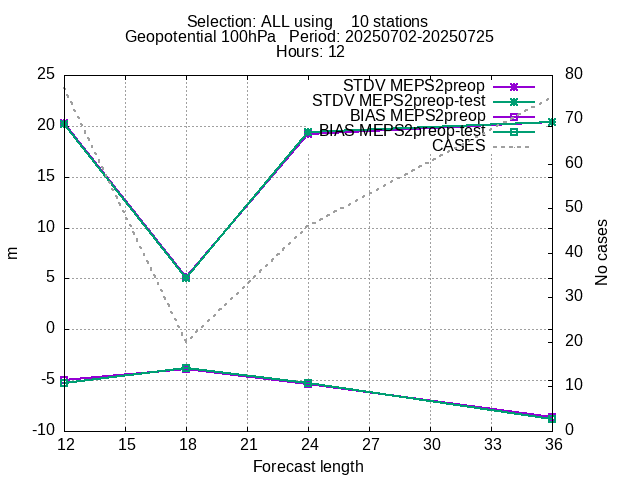 Selection: ALL using    10 stations
Geopotential 100hPa   Period: 20250702-20250725
Hours: 12
STDV MEPS2preop
STDV MEPS2preop-test
BIAS MEPS2preop
BIAS MEPS2preop-test
CASES
25
20
15
10
5
0
-5
-10
m
80
70
60
50
40
30
20
10
0
No cases
12 15 18 21 24 27 30 33 36
Forecast length